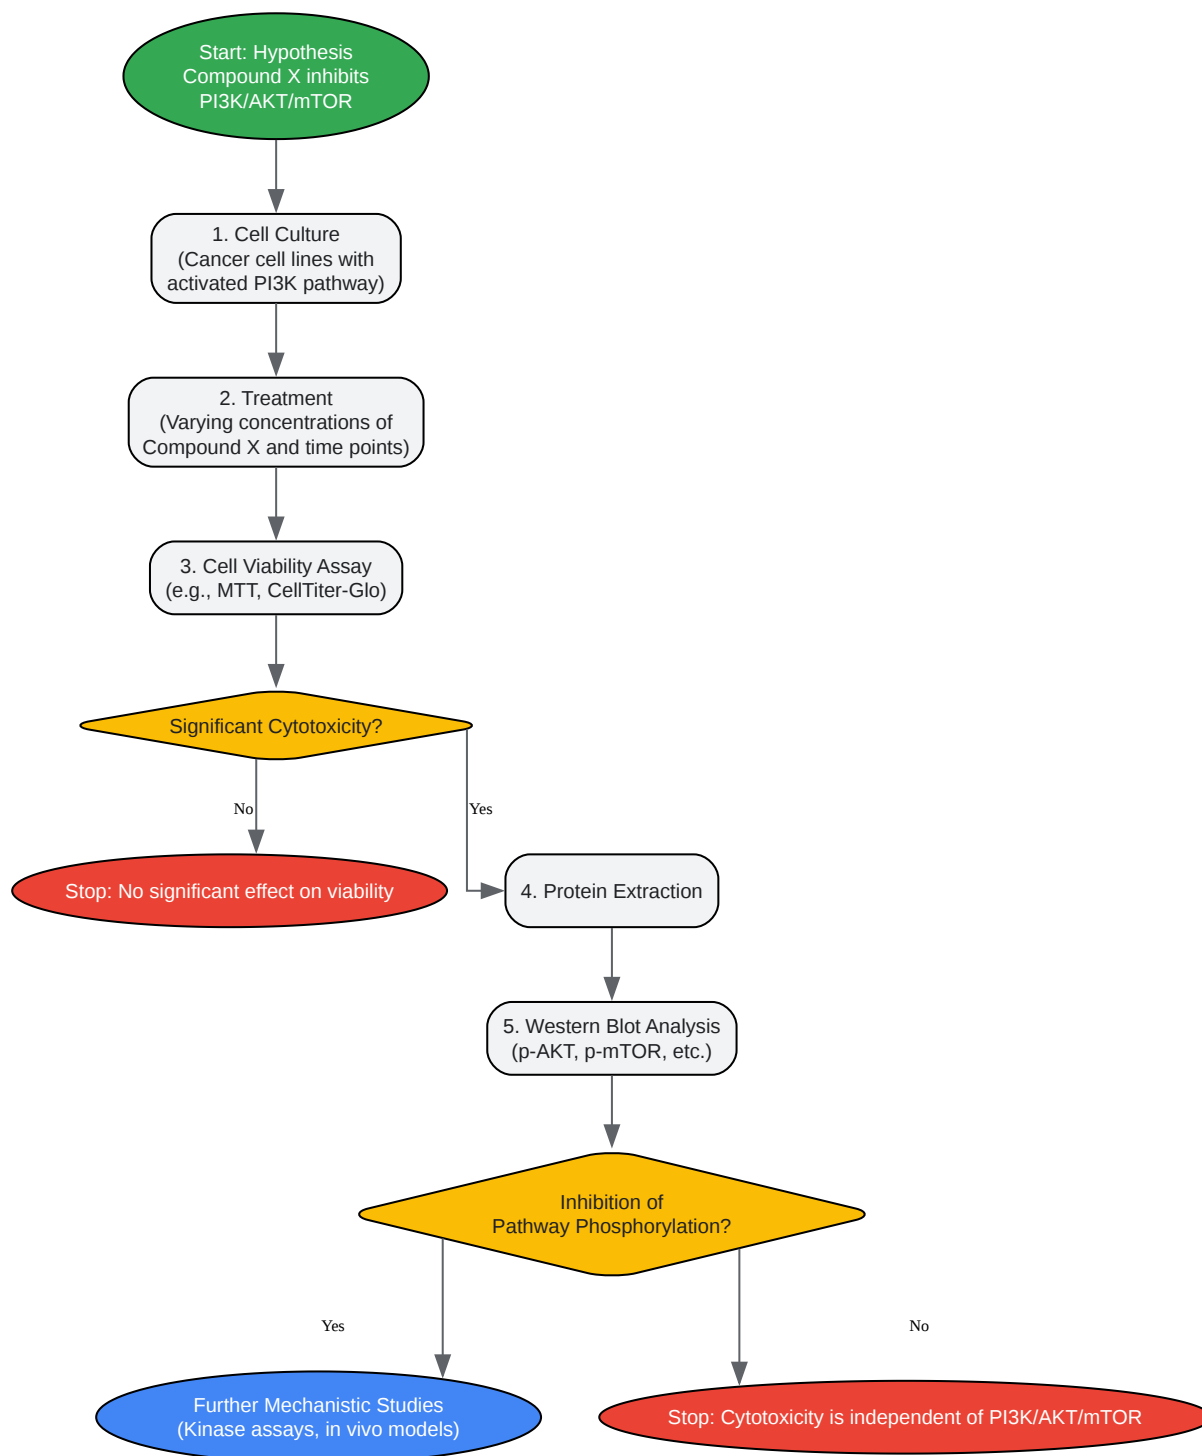 Start: Hypothesis
Compound X inhibits
PI3K/AKT/mTOR
1. Cell Culture
(Cancer cell lines with
activated PI3K pathway)
2. Treatment
(Varying concentrations of
Compound X and time points)
3. Cell Viability Assay
(e.g., MTT, CellTiter-Glo)
Significant Cytotoxicity?
No
Yes
Stop: No significant effect on viability
4. Protein Extraction
5. Western Blot Analysis
(p-AKT, p-mTOR, etc.)
Inhibition of
Pathway Phosphorylation?
Yes
No
Further Mechanistic Studies
(Kinase assays, in vivo models)
Stop: Cytotoxicity is independent of PI3K/AKT/mTOR